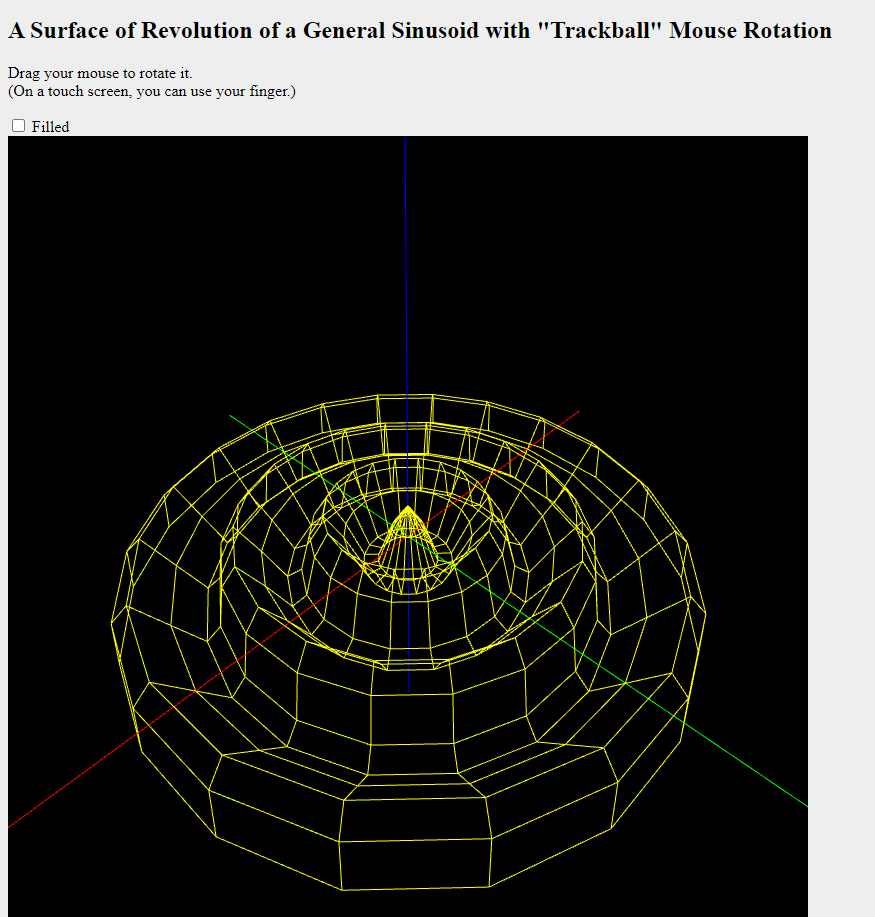 A Surface of Revolution of a General Sinusoid with "Trackball" Mouse Rotation
Drag your mouse to rotate it.
(On a touch screen, you can use your finger.)
Filled